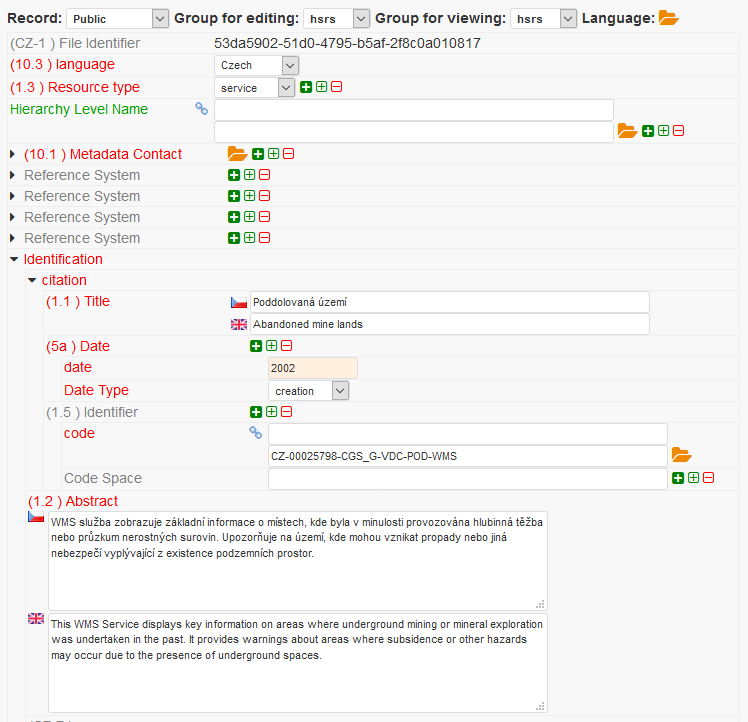 Record: Public Group for editing: hsrs Group for viewing: hsrs Language:
(CZ-1 ) File Identifier 53da5902-51d0-4795-b5af-2f8c0a010817
(10.3 ) language Czech
(1.3 ) Resource type service
Hierarchy Level Name
(10.1 ) Metadata Contact
Reference System
Reference System
Reference System
Reference System
Identification
citation
(1.1 ) Title Poddolovaná území
Abandoned mine lands
(5a ) Date
date 2002
Date Type creation
(1.5 ) Identifier
code
CZ-00025798-CGS_G-VDC-POD-WMS
Code Space
(1.2 ) Abstract
WMS služba zobrazuje základní informace o místech, kde byla v minulosti provozována hlubinná těžba
nebo průzkum nerostných surovin. Upozorňuje na území, kde mohou vznikat propady nebo jiná
nebezpečí vyplývající z existence podzemních prostor.
This WMS Service displays key information on areas where underground mining or mineral exploration
was undertaken in the past. It provides warnings about areas where subsidence or other hazards
may occur due to the presence of underground spaces.